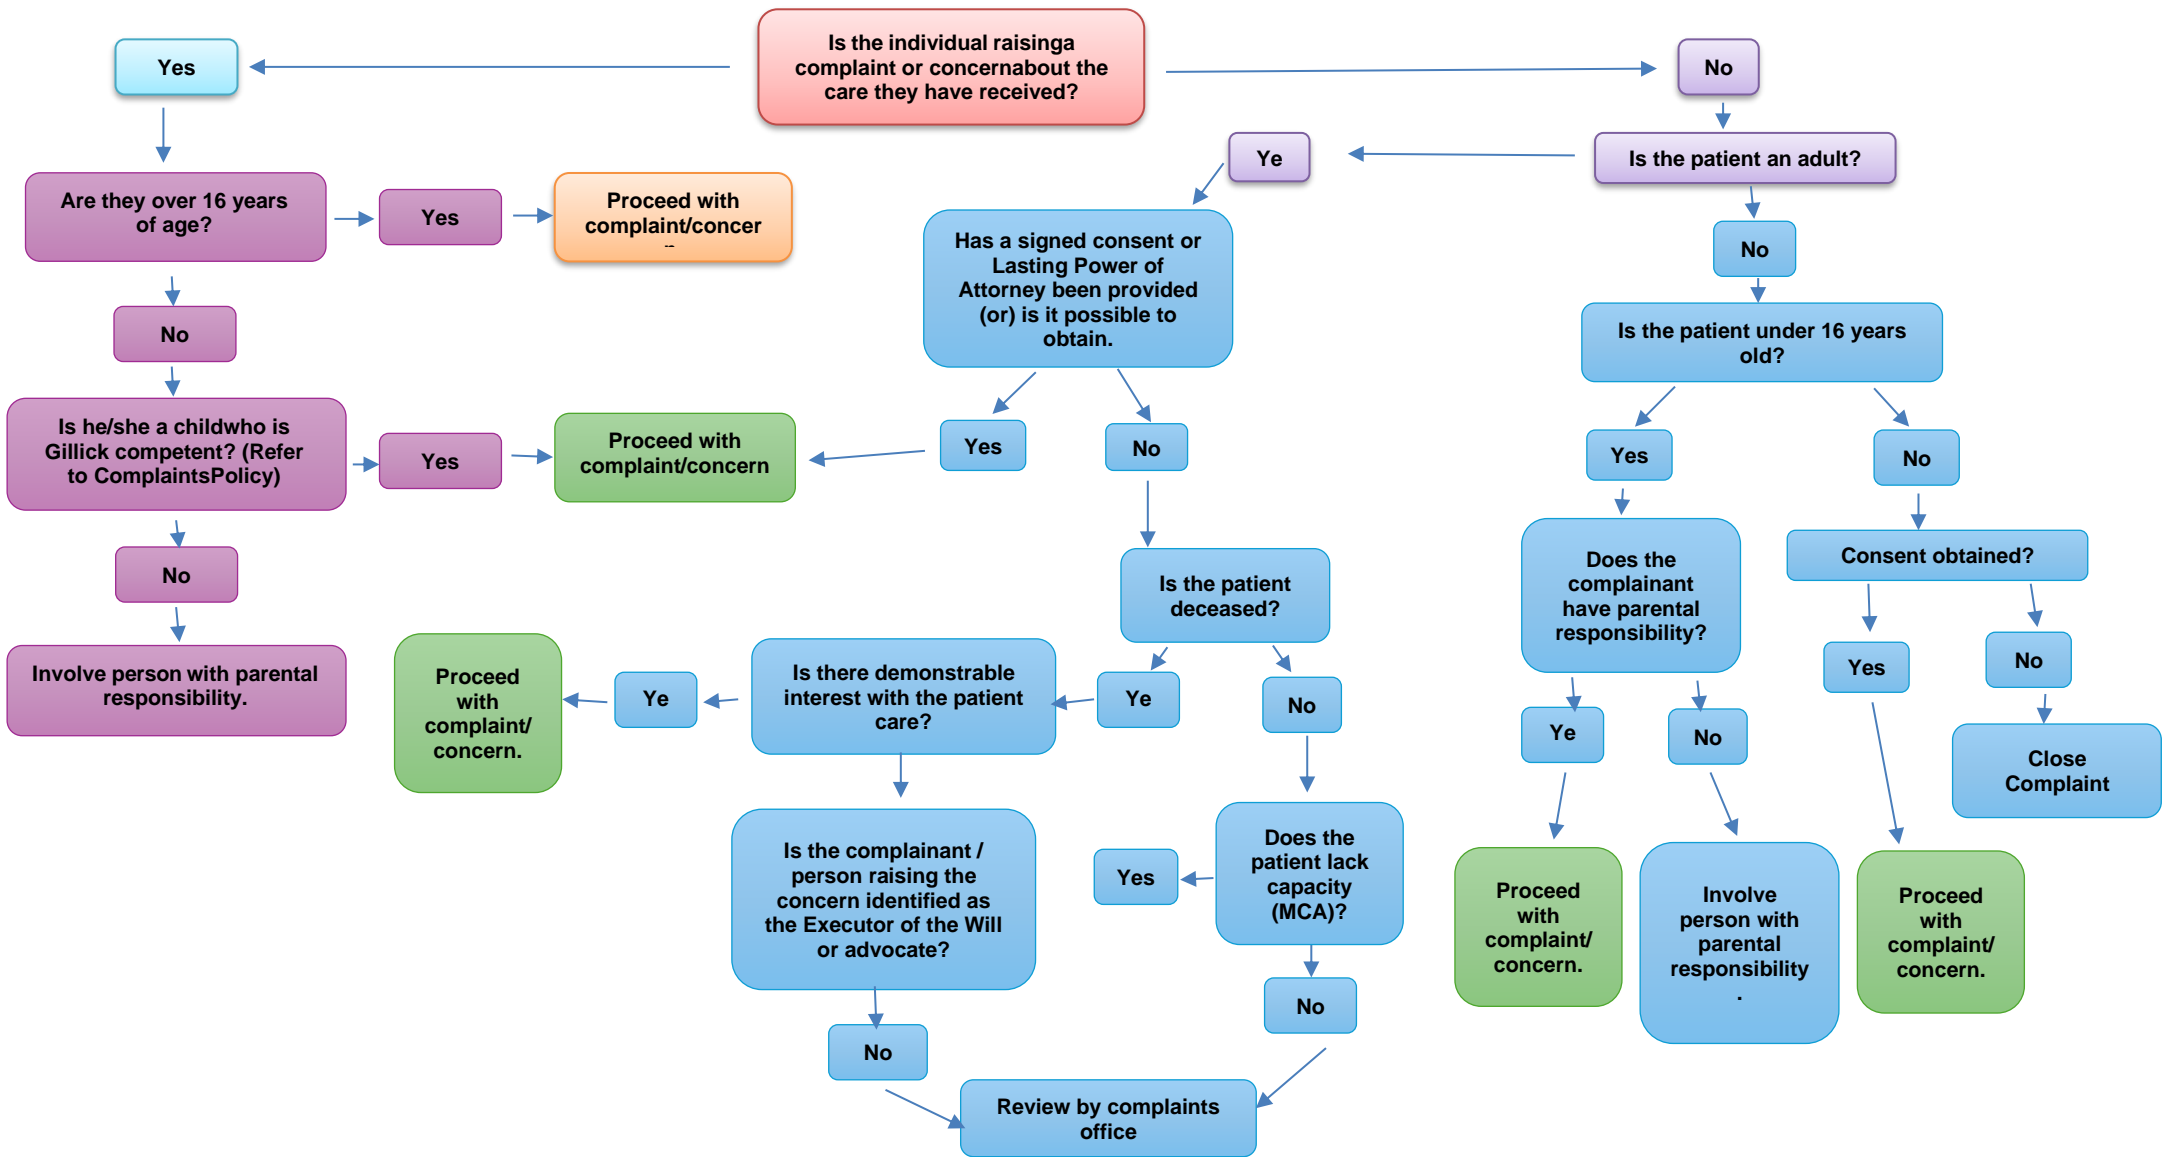 Is the individual raisinga
complaint or concernabout the
care they have received?
Yes
No
Ye
Is the patient an adult?
Are they over 16 years
of age?
Yes
Proceed with
complaint/concer
n
Has a signed consent or
Lasting Power of
Attorney been provided
(or) is it possible to
obtain.
No
Is the patient under 16 years
old?
No
Is he/she a childwho is
Gillick competent? (Refer
to ComplaintsPolicy)
Yes
Proceed with
complaint/concern
Yes
No
Yes
No
No
Is the patient
deceased?
Does the
complainant
have parental
responsibility?
Consent obtained?
Involve person with parental
responsibility.
Proceed
with
complaint/
concern.
Ye
Is there demonstrable
interest with the patient
care?
Ye
No
Yes
No
Ye
No
Close
Complaint
Is the complainant /
person raising the
concern identified as
the Executor of the Will
or advocate?
Yes
Does the
patient lack
capacity
(MCA)?
Proceed
with
complaint/
concern.
Involve
person with
parental
responsibility
.
Proceed
with
complaint/
concern.
No
No
Review by complaints
office